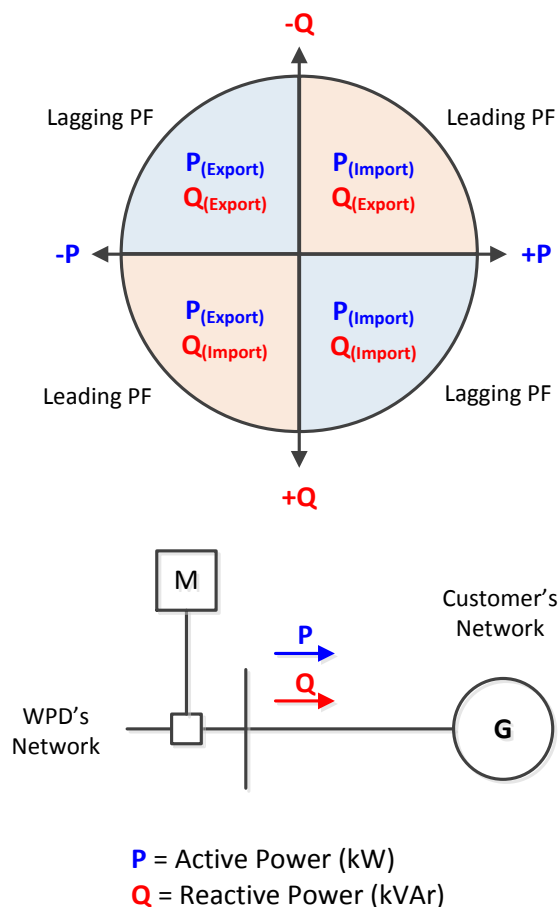 -Q
Lagging PF
Leading PF
P(Export)
Q(Export)
P(Import)
Q(Export)
-P
+P
P(Export)
Q(Import)
P(Import)
Q(Import)
Leading PF
Lagging PF
+Q
M
Customer's
Network
P
Q
WPD's
Network
G
P = Active Power (kW)
Q = Reactive Power (kVAr)